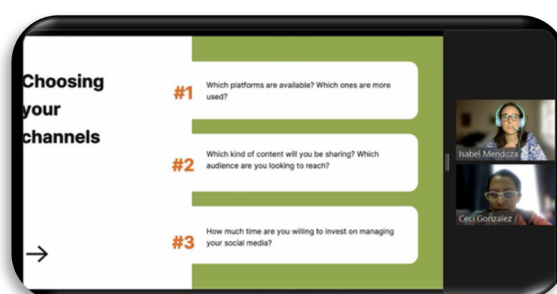 Choosing
your
channels
#1
Which platforms are available? Which ones are more
used?
#2
Which kind of content will you be sharing? Which
audience are you looking to reach?
#3
How much time are you willing to invest on managing
your social media?
Isabel Mendoza
Ceci Gonzalez